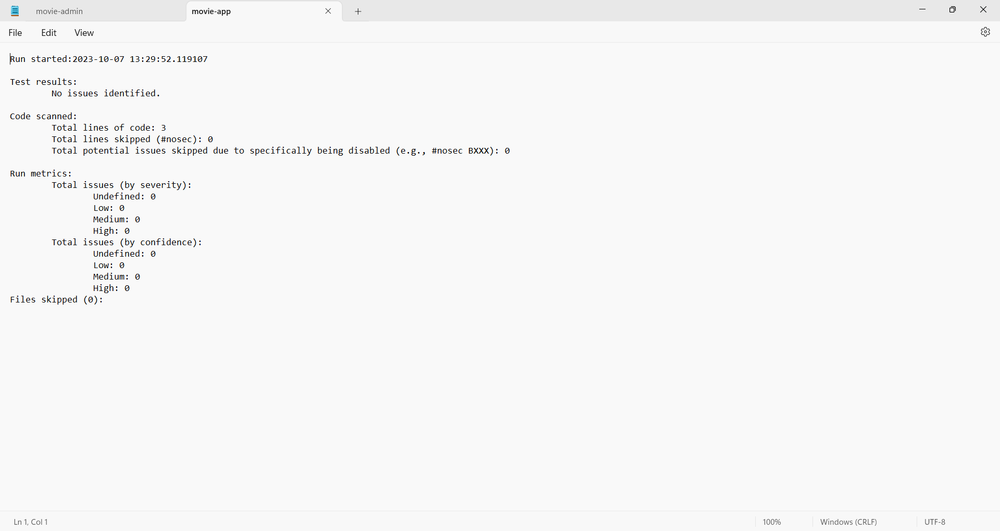 movie-admin
movie-app
File Edit View
Run started:2023-10-07 13:29:52.119107
Test results:
No issues identified.
Code scanned:
Total lines of code: 3
Total lines skipped (#nosec): 0
Total potential issues skipped due to specifically being disabled (e.g., #nosec BXXX): 0
Run metrics:
Total issues (by severity):
Undefined: 0
Low: 0
Medium: 0
High: 0
Total issues (by confidence):
Undefined: 0
Low: 0
Medium: 0
High: 0
Files skipped (0):
Ln 1, Col 1
100%
Windows (CRLF)
UTF-8